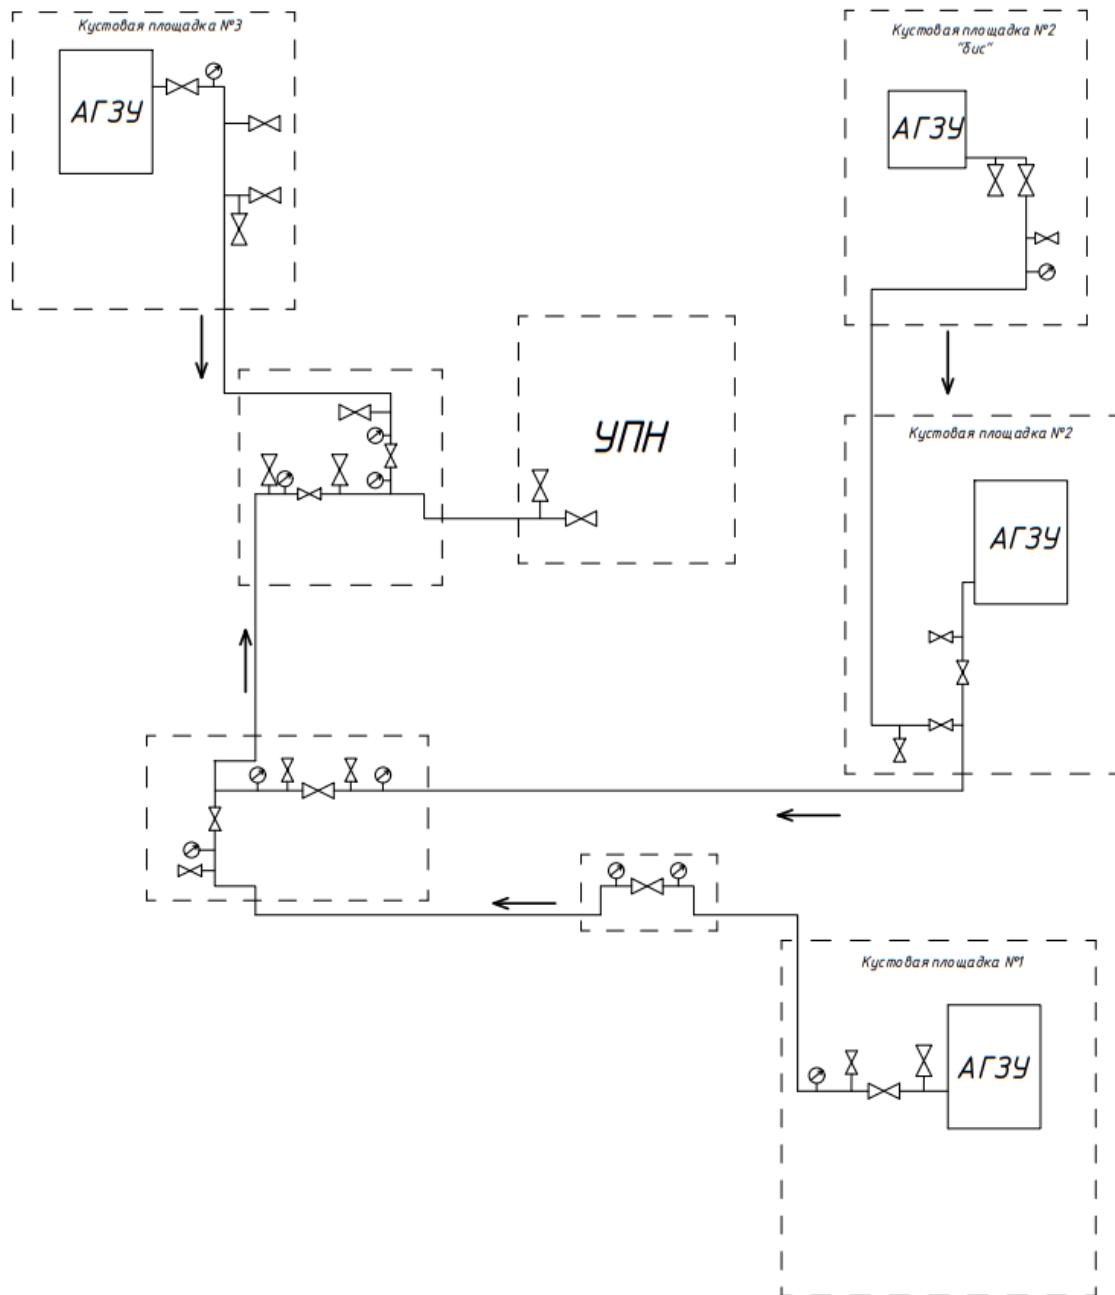 Кустовая площадка №3
АГЗУ
Кустовая площадка №2
"бис"
АГЗУ
УПН
Кустовая площадка №2
АГЗУ
Кустовая площадка №1
АГЗУ